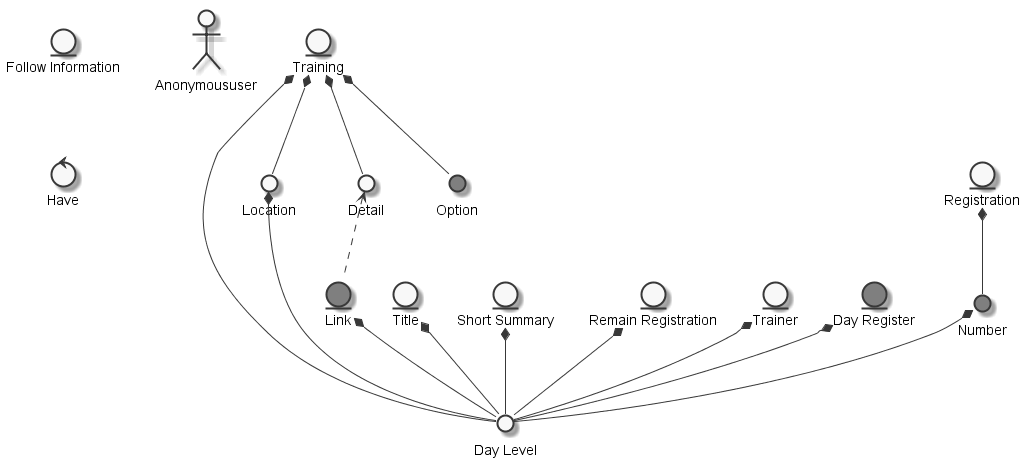 Follow Information
Anonymoususer
Training
Have
Location
Detail
Option
Registration
Link
Title
Short Summary
Remain Registration
Trainer
Day Register
Number
Day Level